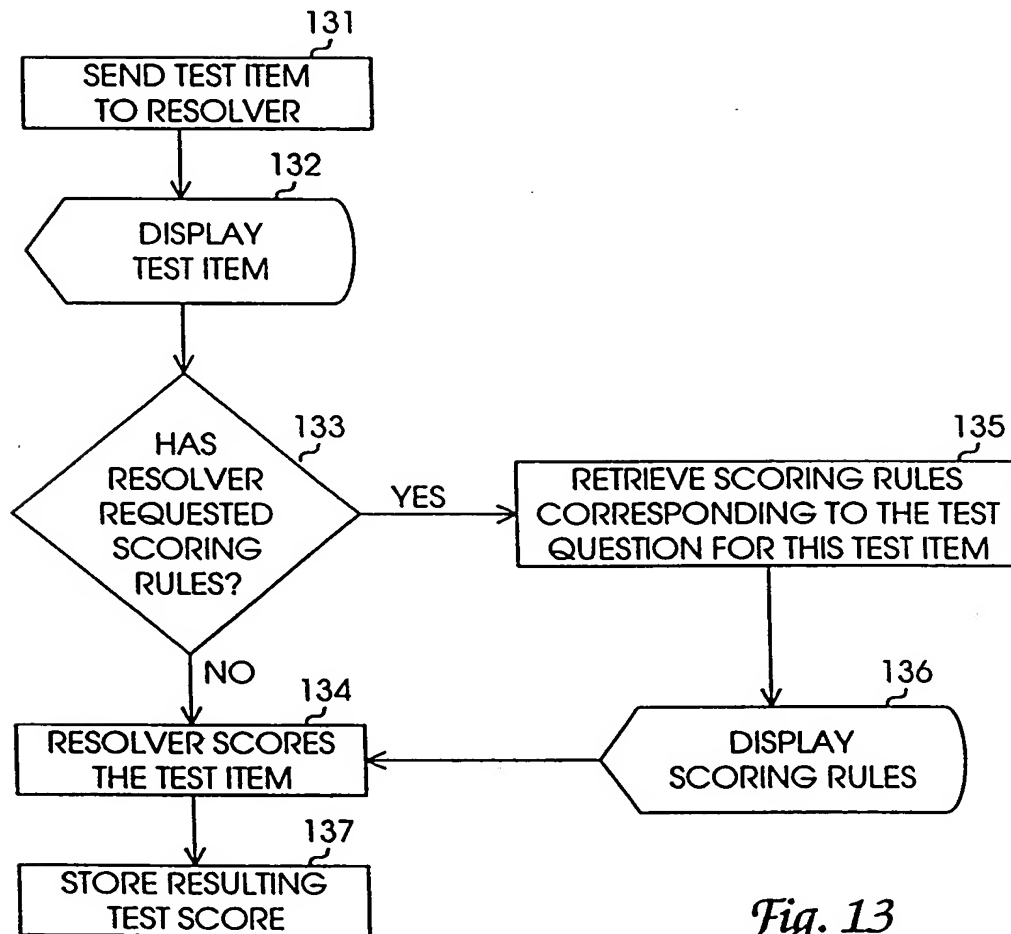 131
SEND TEST ITEM
TO RESOLVER
132
DISPLAY
TEST ITEM
133
HAS
RESOLVER
REQUESTED
SCORING
RULES?
YES
135
RETRIEVE SCORING RULES
CORRESPONDING TO THE TEST
QUESTION FOR THIS TEST ITEM
NO
134
RESOLVER SCORES
THE TEST ITEM
136
DISPLAY
SCORING RULES
137
STORE RESULTING
TEST SCORE
Fig. 13